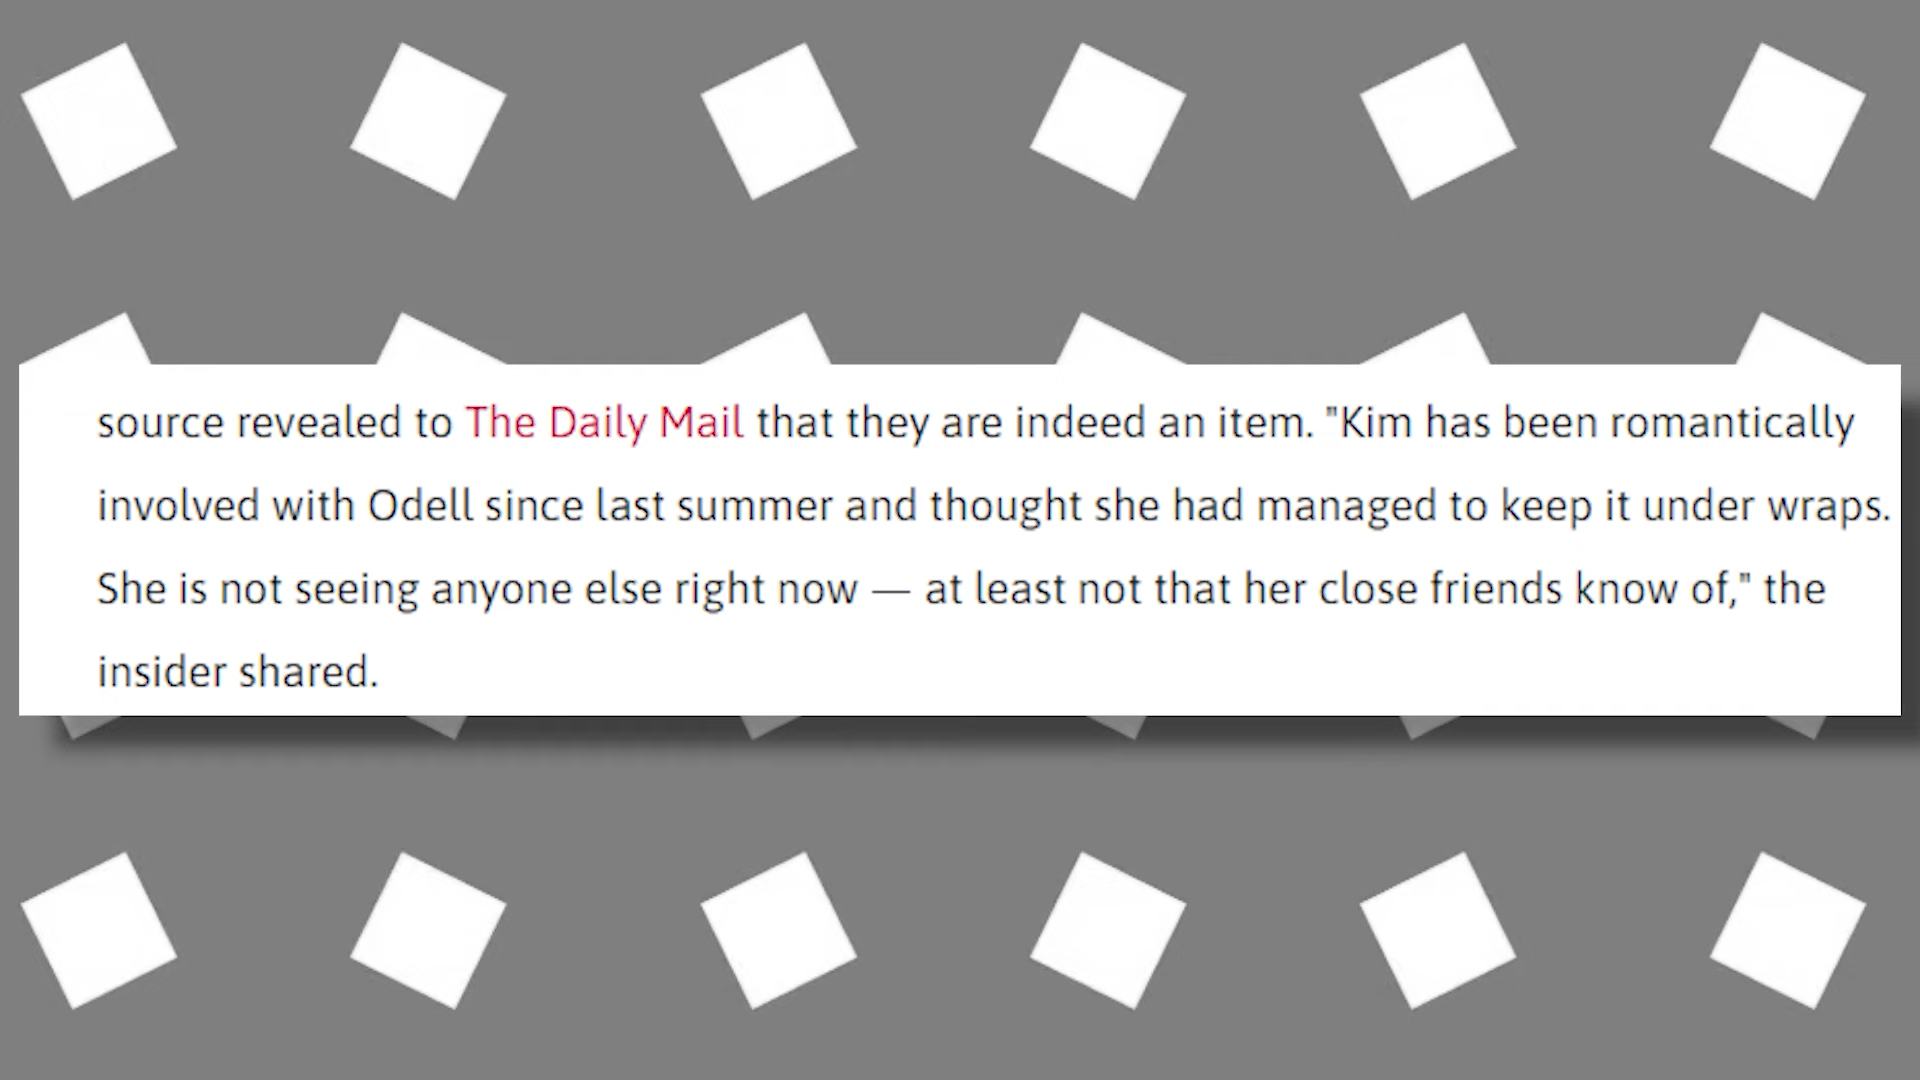 source revealed to The Daily Mail that they are indeed an item. "Kim has been romantically
involved with Odell since last summer and thought she had managed to keep it under wraps.
She is not seeing anyone else right now — at least not that her close friends know of," the
insider shared.